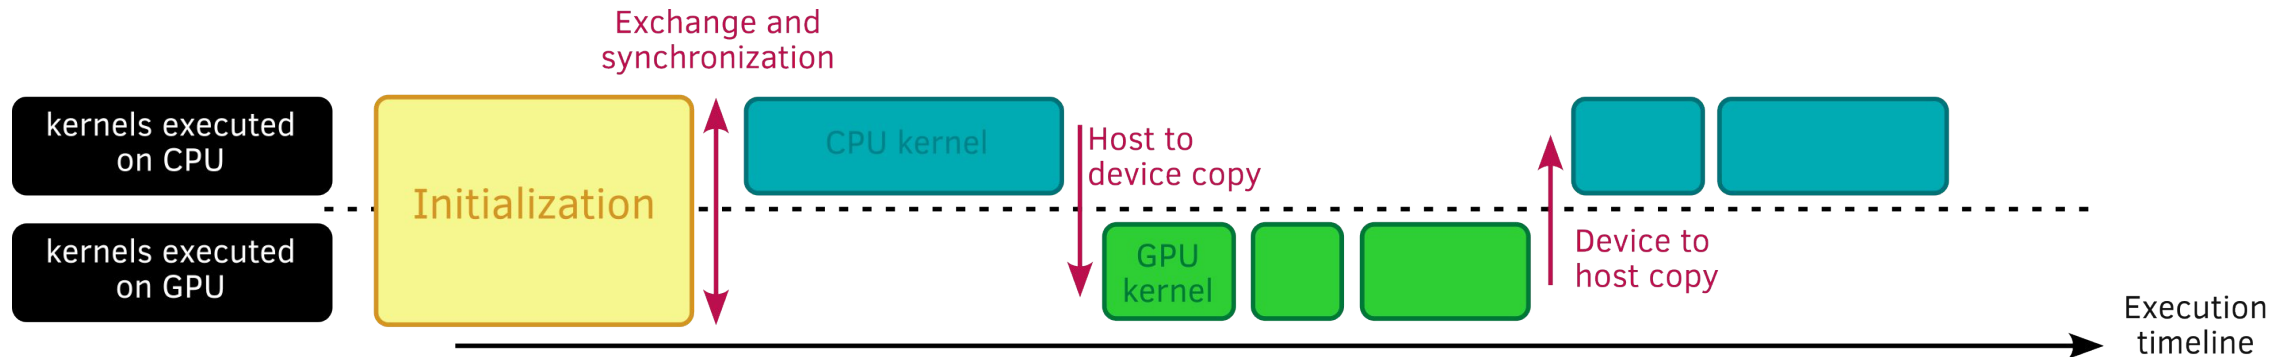 Exchange and
synchronization
kernels executed
on CPU
Initialization
CPU kernel
Host to
device copy
kernels executed
on GPU
GPU
kernel
Device to
host copy
Execution
timeline